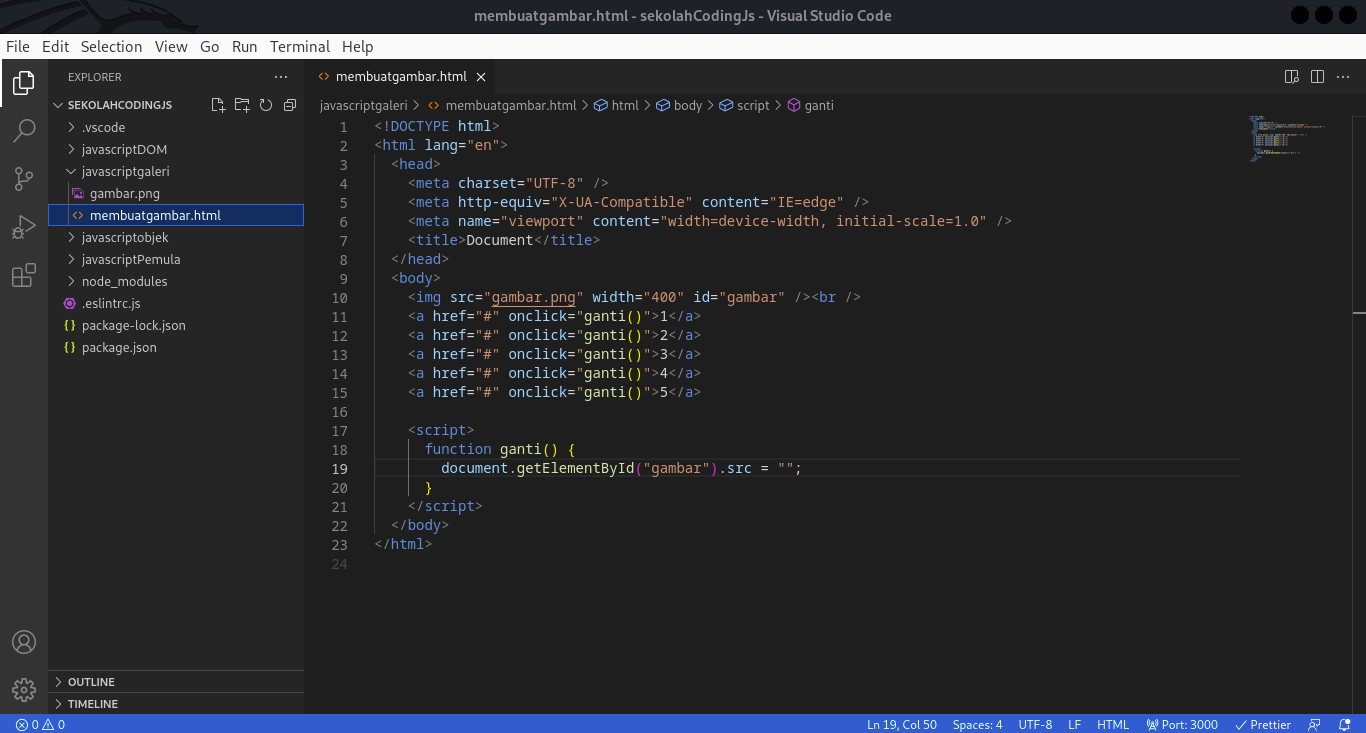 membuatgambar.html - sekolahCodingJs - Visual Studio Code
File Edit Selection View Go Run Terminal Help
EXPLORER
SEKOLAHCODINGJS
.vscode
javascriptDOM
javascriptgaleri
gambar.png
membuatgambar.html
javascriptobjek
javascriptPemula
node_modules
.eslintrc.js
package-lock.json
package.json
OUTLINE
TIMELINE
membuatgambar.html
javascriptgaleri > membuatgambar.html > html > body > script > ganti
1 <!DOCTYPE html>
2 <html lang="en">
3 <head>
4 <meta charset="UTF-8" />
5 <meta http-equiv="X-UA-Compatible" content="IE=edge" />
6 <meta name="viewport" content="width=device-width, initial-scale=1.0" />
7 <title>Document</title>
8 </head>
9 <body>
10 <img src="gambar.png" width="400" id="gambar" /><br />
11 <a href="#" onclick="ganti()">1</a>
12 <a href="#" onclick="ganti()">2</a>
13 <a href="#" onclick="ganti()">3</a>
14 <a href="#" onclick="ganti()">4</a>
15 <a href="#" onclick="ganti()">5</a>
16
17 <script>
18 function ganti() {
19 document.getElementById("gambar").src = "";
20 }
21 </script>
22 </body>
23 </html>
24
0 0
Ln 19, Col 50 Spaces: 4 UTF-8 LF HTML Port: 3000 Prettier